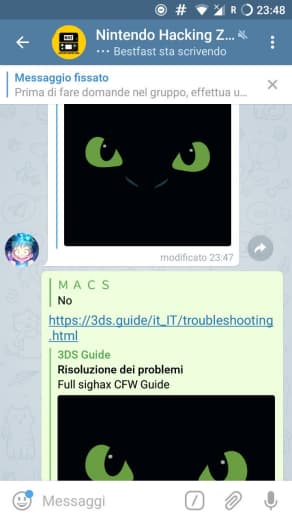 # R 23:48
Nintendo Hacking Z...
••• Bestfast sta scrivendo
Messaggio fissato
Prima di fare domande nel gruppo, effettua u...
modificato 23:47
M A C S
No
https://3ds.guide/it_IT/troubleshooting
.html
3DS Guide
Risoluzione dei problemi
Full sighax CFW Guide
Messaggi